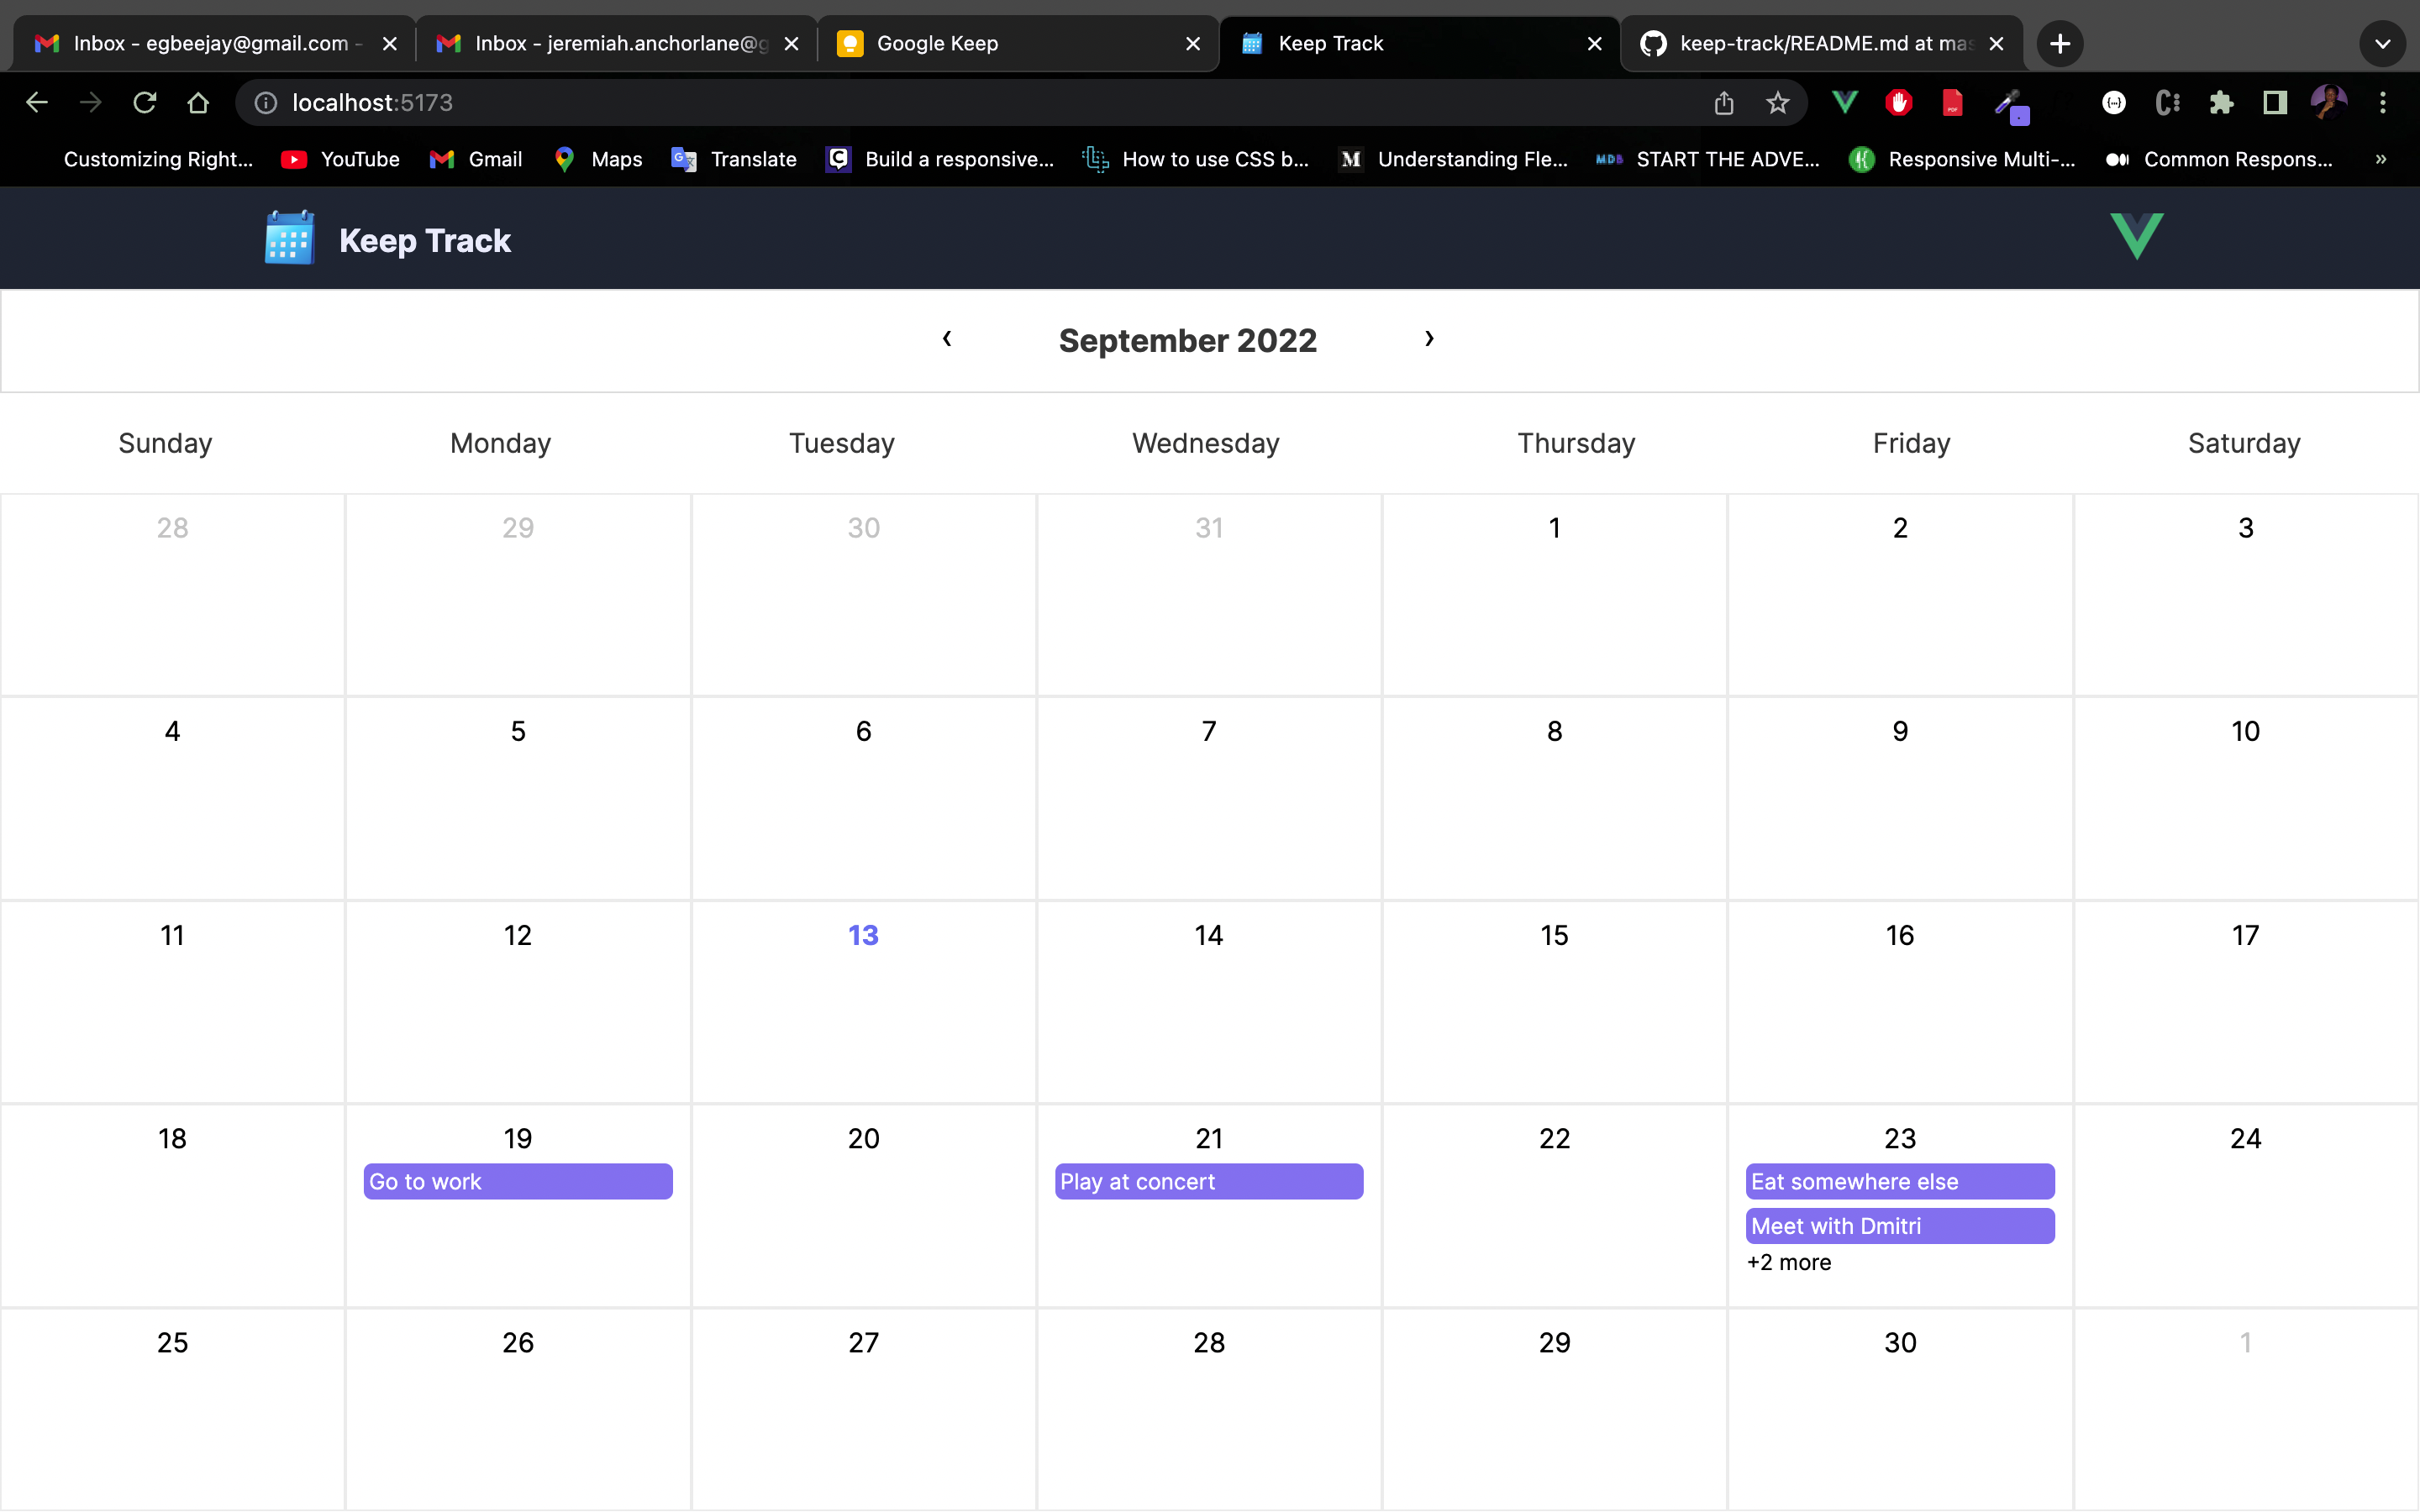 Inbox - egbeejay@gmail.com - Inbox - jeremiah.anchorlane@g Google Keep Keep Track keep-track/README.md at mas
localhost:5173
Customizing Right... YouTube Gmail Maps Translate Build a responsive... How to use CSS b... Understanding Fle... START THE ADVE... Responsive Multi-... Common Respons... »
Keep Track
‹ September 2022 ›
Sunday Monday Tuesday Wednesday Thursday Friday Saturday
28 29 30 31 1 2 3
4 5 6 7 8 9 10
11 12 13 14 15 16 17
18 19 20 21 22 23 24
Go to work Play at concert Eat somewhere else
Meet with Dmitri
+2 more
25 26 27 28 29 30 1